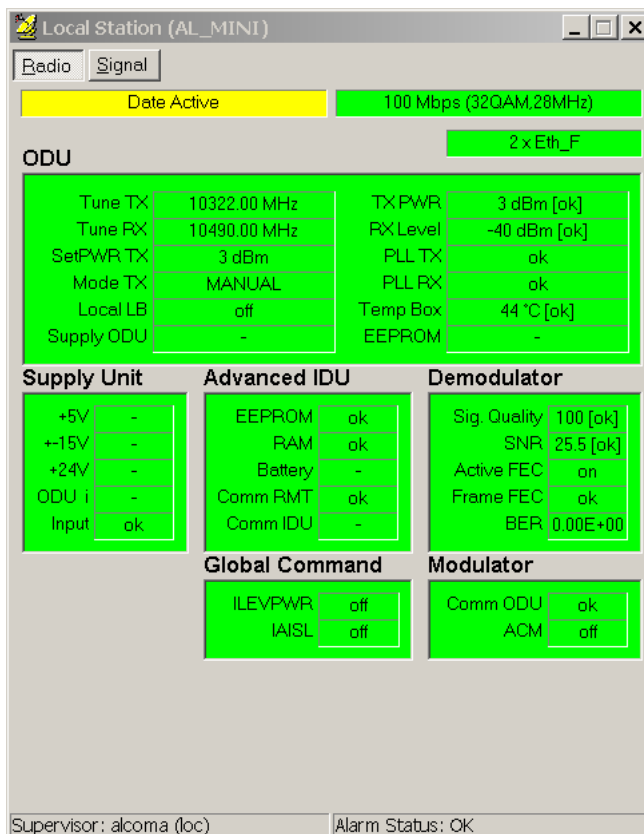 Local Station (AL_MINI)
Radio Signal
Date Active 100 Mbps (32QAM,28MHz)
2 x Eth_F
ODU
Tune TX 10322.00 MHz TX PWR 3 dBm [ok]
Tune RX 10490.00 MHz RX Level -40 dBm [ok]
SetPWR TX 3 dBm PLL TX ok
Mode TX MANUAL PLL RX ok
Local LB off Temp Box 44 °C [ok]
Supply ODU - EEPROM -
Supply Unit Advanced IDU Demodulator
+5V - EEPROM ok Sig. Quality 100 [ok]
+-15V - RAM ok SNR 25.5 [ok]
+24V - Battery - Active FEC on
ODU i - Comm RMT ok Frame FEC ok
Input ok Comm IDU - BER 0.00E+00
Global Command Modulator
ILEVPWR off Comm ODU ok
IAISL off ACM off
Supervisor: alcoma (loc) Alarm Status: OK